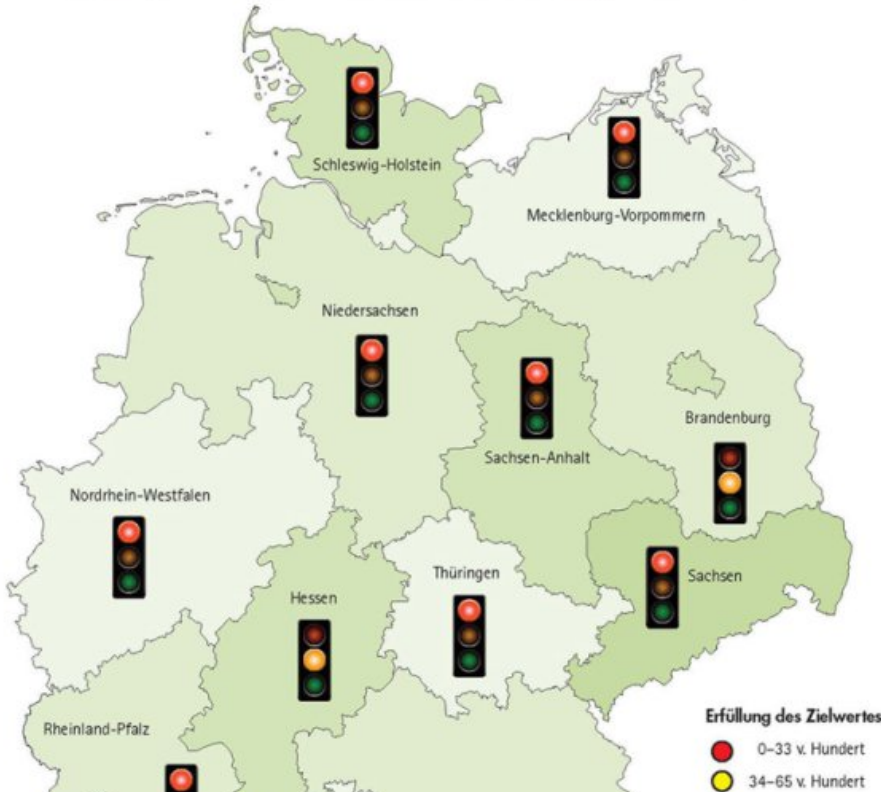 Schleswig-Holstein
Mecklenburg-Vorpommern
Niedersachsen
Brandenburg
Sachsen-Anhalt
Nordrhein-Westfalen
Thüringen
Sachsen
Hessen
Rheinland-Pfalz
Erfüllung des Zielwertes
0–33 v. Hundert
34–65 v. Hundert